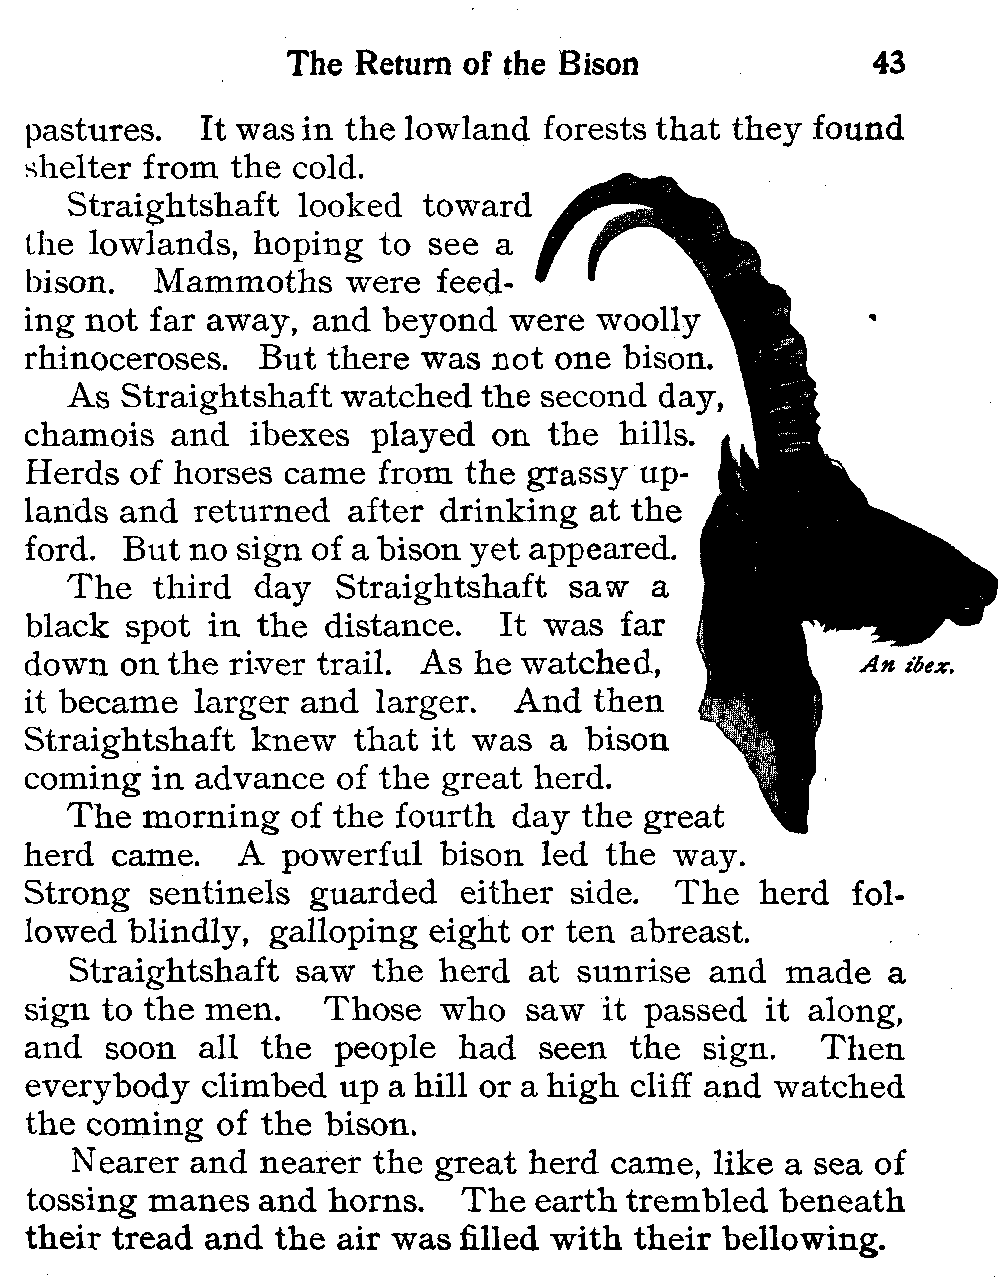 The Return of the Bison 43
pastures. It was in the lowland forests that they found
shelter from the cold.
Straightshaft looked toward
the lowlands, hoping to see a
bison. Mammoths were feed-
ing not far away, and beyond were woolly
rhinoceroses. But there was not one bison.
As Straightshaft watched the second day,
chamois and ibexes played on the hills.
Herds of horses came from the grassy up-
lands and returned after drinking at the
ford. But no sign of a bison yet appeared.
The third day Straightshaft saw a
black spot in the distance. It was far
down on the river trail. As he watched,
it became larger and larger. And then
Straightshaft knew that it was a bison
coming in advance of the great herd.
An ibex.
The morning of the fourth day the great
herd came. A powerful bison led the way.
Strong sentinels guarded either side. The herd fol-
lowed blindly, galloping eight or ten abreast.
Straightshaft saw the herd at sunrise and made a
sign to the men. Those who saw it passed it along,
and soon all the people had seen the sign. Then
everybody climbed up a hill or a high cliff and watched
the coming of the bison.
Nearer and nearer the great herd came, like a sea of
tossing manes and horns. The earth trembled beneath
their tread and the air was filled with their bellowing.